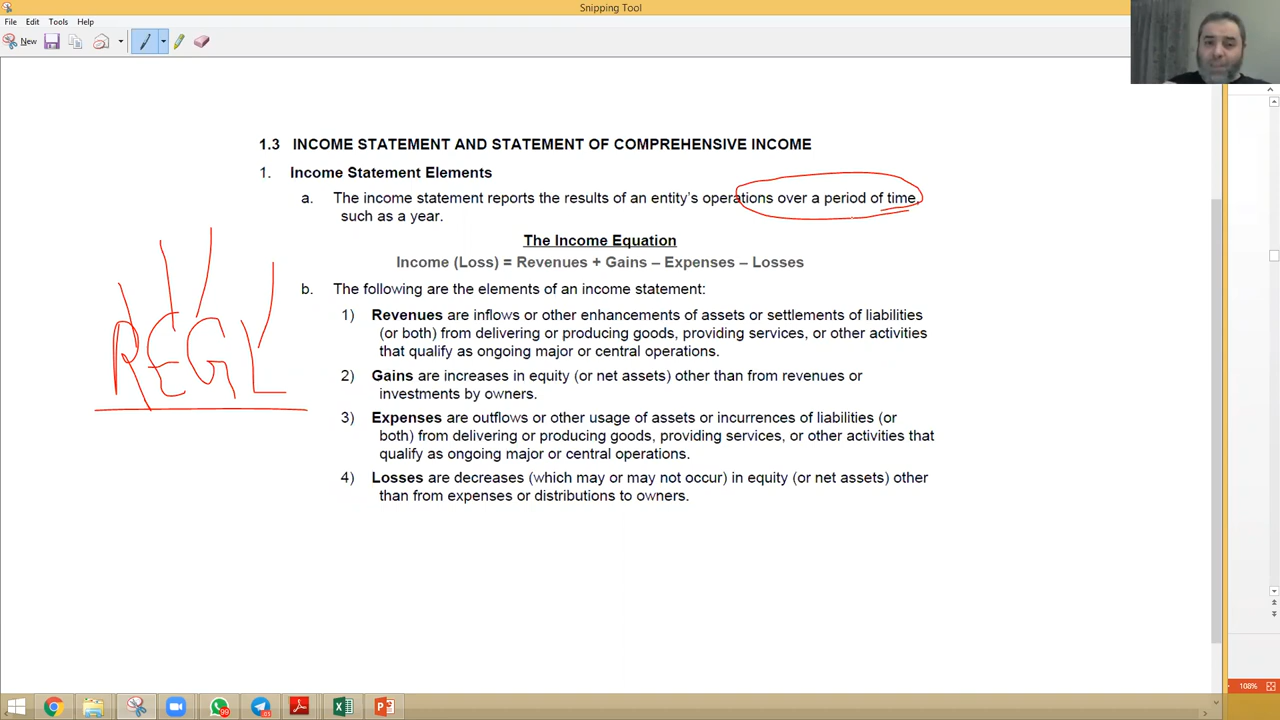 Snipping Tool
File Edit Tools Help
New
1.3 INCOME STATEMENT AND STATEMENT OF COMPREHENSIVE INCOME
1. Income Statement Elements
a. The income statement reports the results of an entity's operations over a period of time,
such as a year.
The Income Equation
Income (Loss) = Revenues + Gains – Expenses – Losses
b. The following are the elements of an income statement:
1) Revenues are inflows or other enhancements of assets or settlements of liabilities
(or both) from delivering or producing goods, providing services, or other activities
that qualify as ongoing major or central operations.
2) Gains are increases in equity (or net assets) other than from revenues or
investments by owners.
REGL
3) Expenses are outflows or other usage of assets or incurrences of liabilities (or
both) from delivering or producing goods, providing services, or other activities that
qualify as ongoing major or central operations.
4) Losses are decreases (which may or may not occur) in equity (or net assets) other
than from expenses or distributions to owners.
108%
99